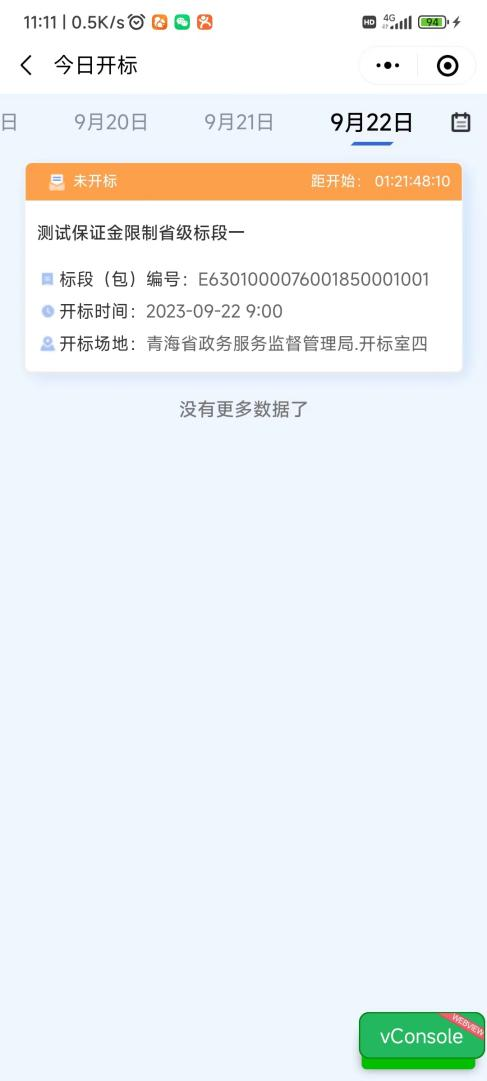 11:11 | 0.5K/s
HD 4G 94
今日开标
日 9月20日 9月21日 9月22日
未开标 距开始： 01:21:48:10
测试保证金限制省级标段一
标段（包）编号：E6301000076001850001001
开标时间：2023-09-22 9:00
开标场地：青海省政务服务监督管理局.开标室四
没有更多数据了
WEBVIEW
vConsole